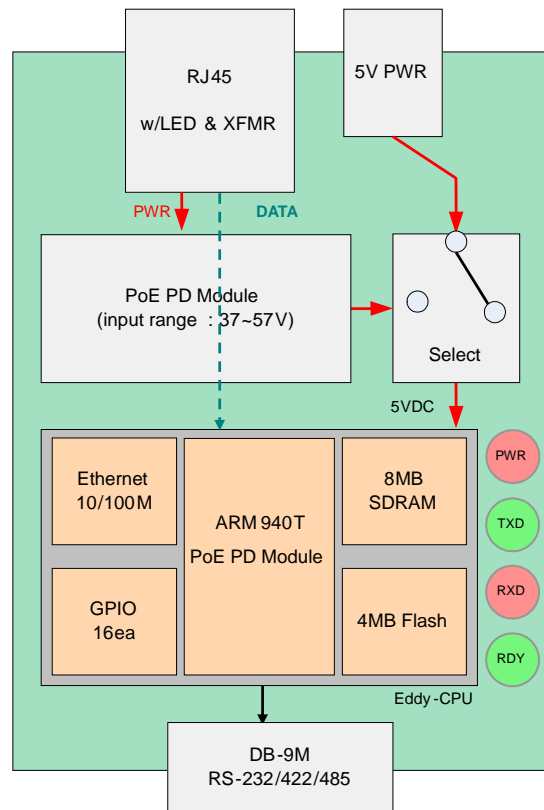 RJ45
w/LED & XFMR
5V PWR
PWR
DATA
PoE PD Module
(input range : 37~57V)
Select
5VDC
Ethernet
10/100M
ARM 940T
PoE PD Module
8MB
SDRAM
GPIO
16ea
4MB Flash
PWR
TXD
RXD
RDY
Eddy-CPU
DB-9M
RS-232/422/485